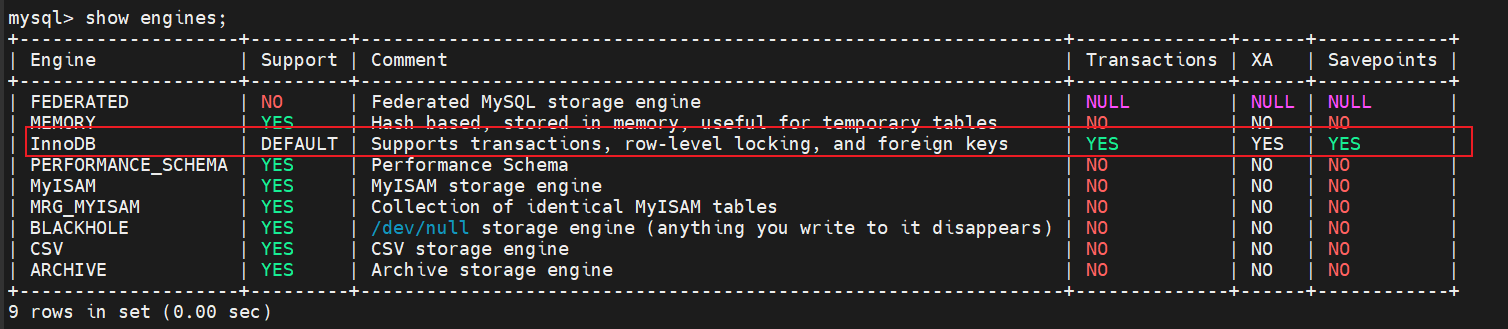 mysql> show engines;
+--------------------+---------+----------------------------------------------------------------+--------------+------+------------+
| Engine             | Support | Comment                                                        | Transactions | XA   | Savepoints |
+--------------------+---------+----------------------------------------------------------------+--------------+------+------------+
| FEDERATED          | NO      | Federated MySQL storage engine                                 | NULL         | NULL | NULL       |
| MEMORY             | YES     | Hash based, stored in memory, useful for temporary tables      | NO           | NO   | NO         |
| InnoDB             | DEFAULT | Supports transactions, row-level locking, and foreign keys     | YES          | YES  | YES        |
| PERFORMANCE_SCHEMA | YES     | Performance Schema                                             | NO           | NO   | NO         |
| MyISAM             | YES     | MyISAM storage engine                                          | NO           | NO   | NO         |
| MRG_MYISAM         | YES     | Collection of identical MyISAM tables                          | NO           | NO   | NO         |
| BLACKHOLE          | YES     | /dev/null storage engine (anything you write to it disappears) | NO           | NO   | NO         |
| CSV                | YES     | CSV storage engine                                             | NO           | NO   | NO         |
| ARCHIVE            | YES     | Archive storage engine                                         | NO           | NO   | NO         |
+--------------------+---------+----------------------------------------------------------------+--------------+------+------------+
9 rows in set (0.00 sec)